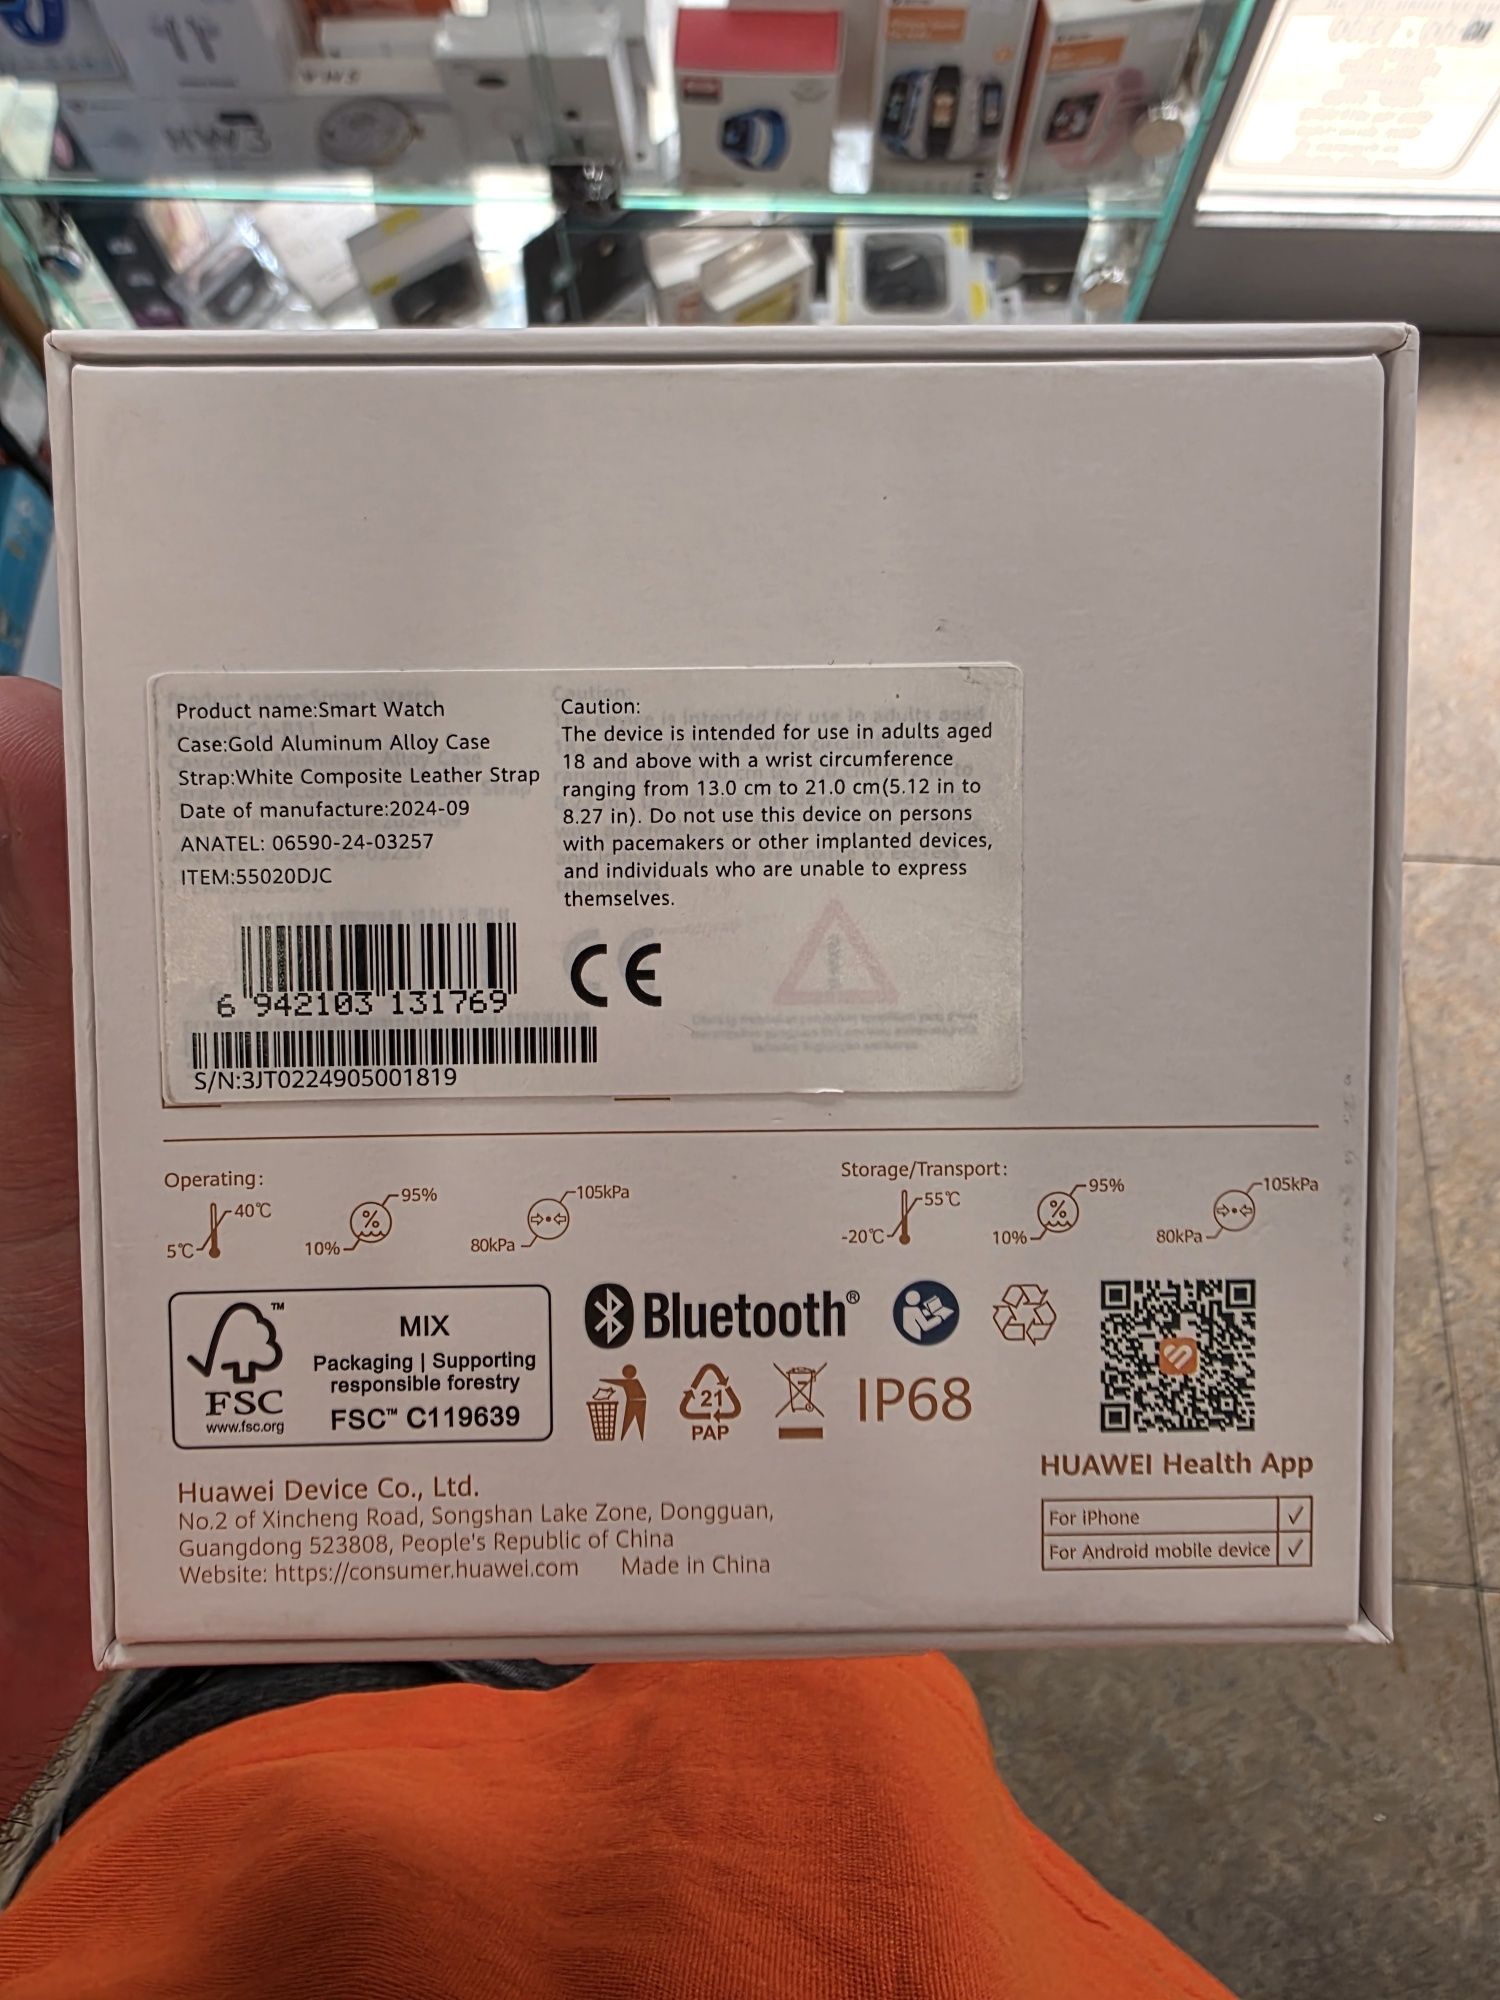 HW3
Product name:Smart Watch
Case:Gold Aluminum Alloy Case
Strap:White Composite Leather Strap
Date of manufacture:2024-09
ANATEL: 06590-24-03257
ITEM:55020DJC
6 942103 131769
S/N:3JT0224905001819
Caution:
The device is intended for use in adults aged
18 and above with a wrist circumference
ranging from 13.0 cm to 21.0 cm(5.12 in to
8.27 in). Do not use this device on persons
with pacemakers or other implanted devices,
and individuals who are unable to express
themselves.
CE
Operating:
5℃ 40℃
10% % 95%
80kPa 105kPa
Storage/Transport:
-20℃ 55℃
10% % 95%
80kPa 105kPa
FSC
www.fsc.org
™
MIX
Packaging | Supporting
responsible forestry
FSC™ C119639
Bluetooth®
21
PAP
IP68
HUAWEI Health App
For iPhone ✓
For Android mobile device ✓
Huawei Device Co., Ltd.
No.2 of Xincheng Road, Songshan Lake Zone, Dongguan,
Guangdong 523808, People's Republic of China
Website: https://consumer.huawei.com Made in China